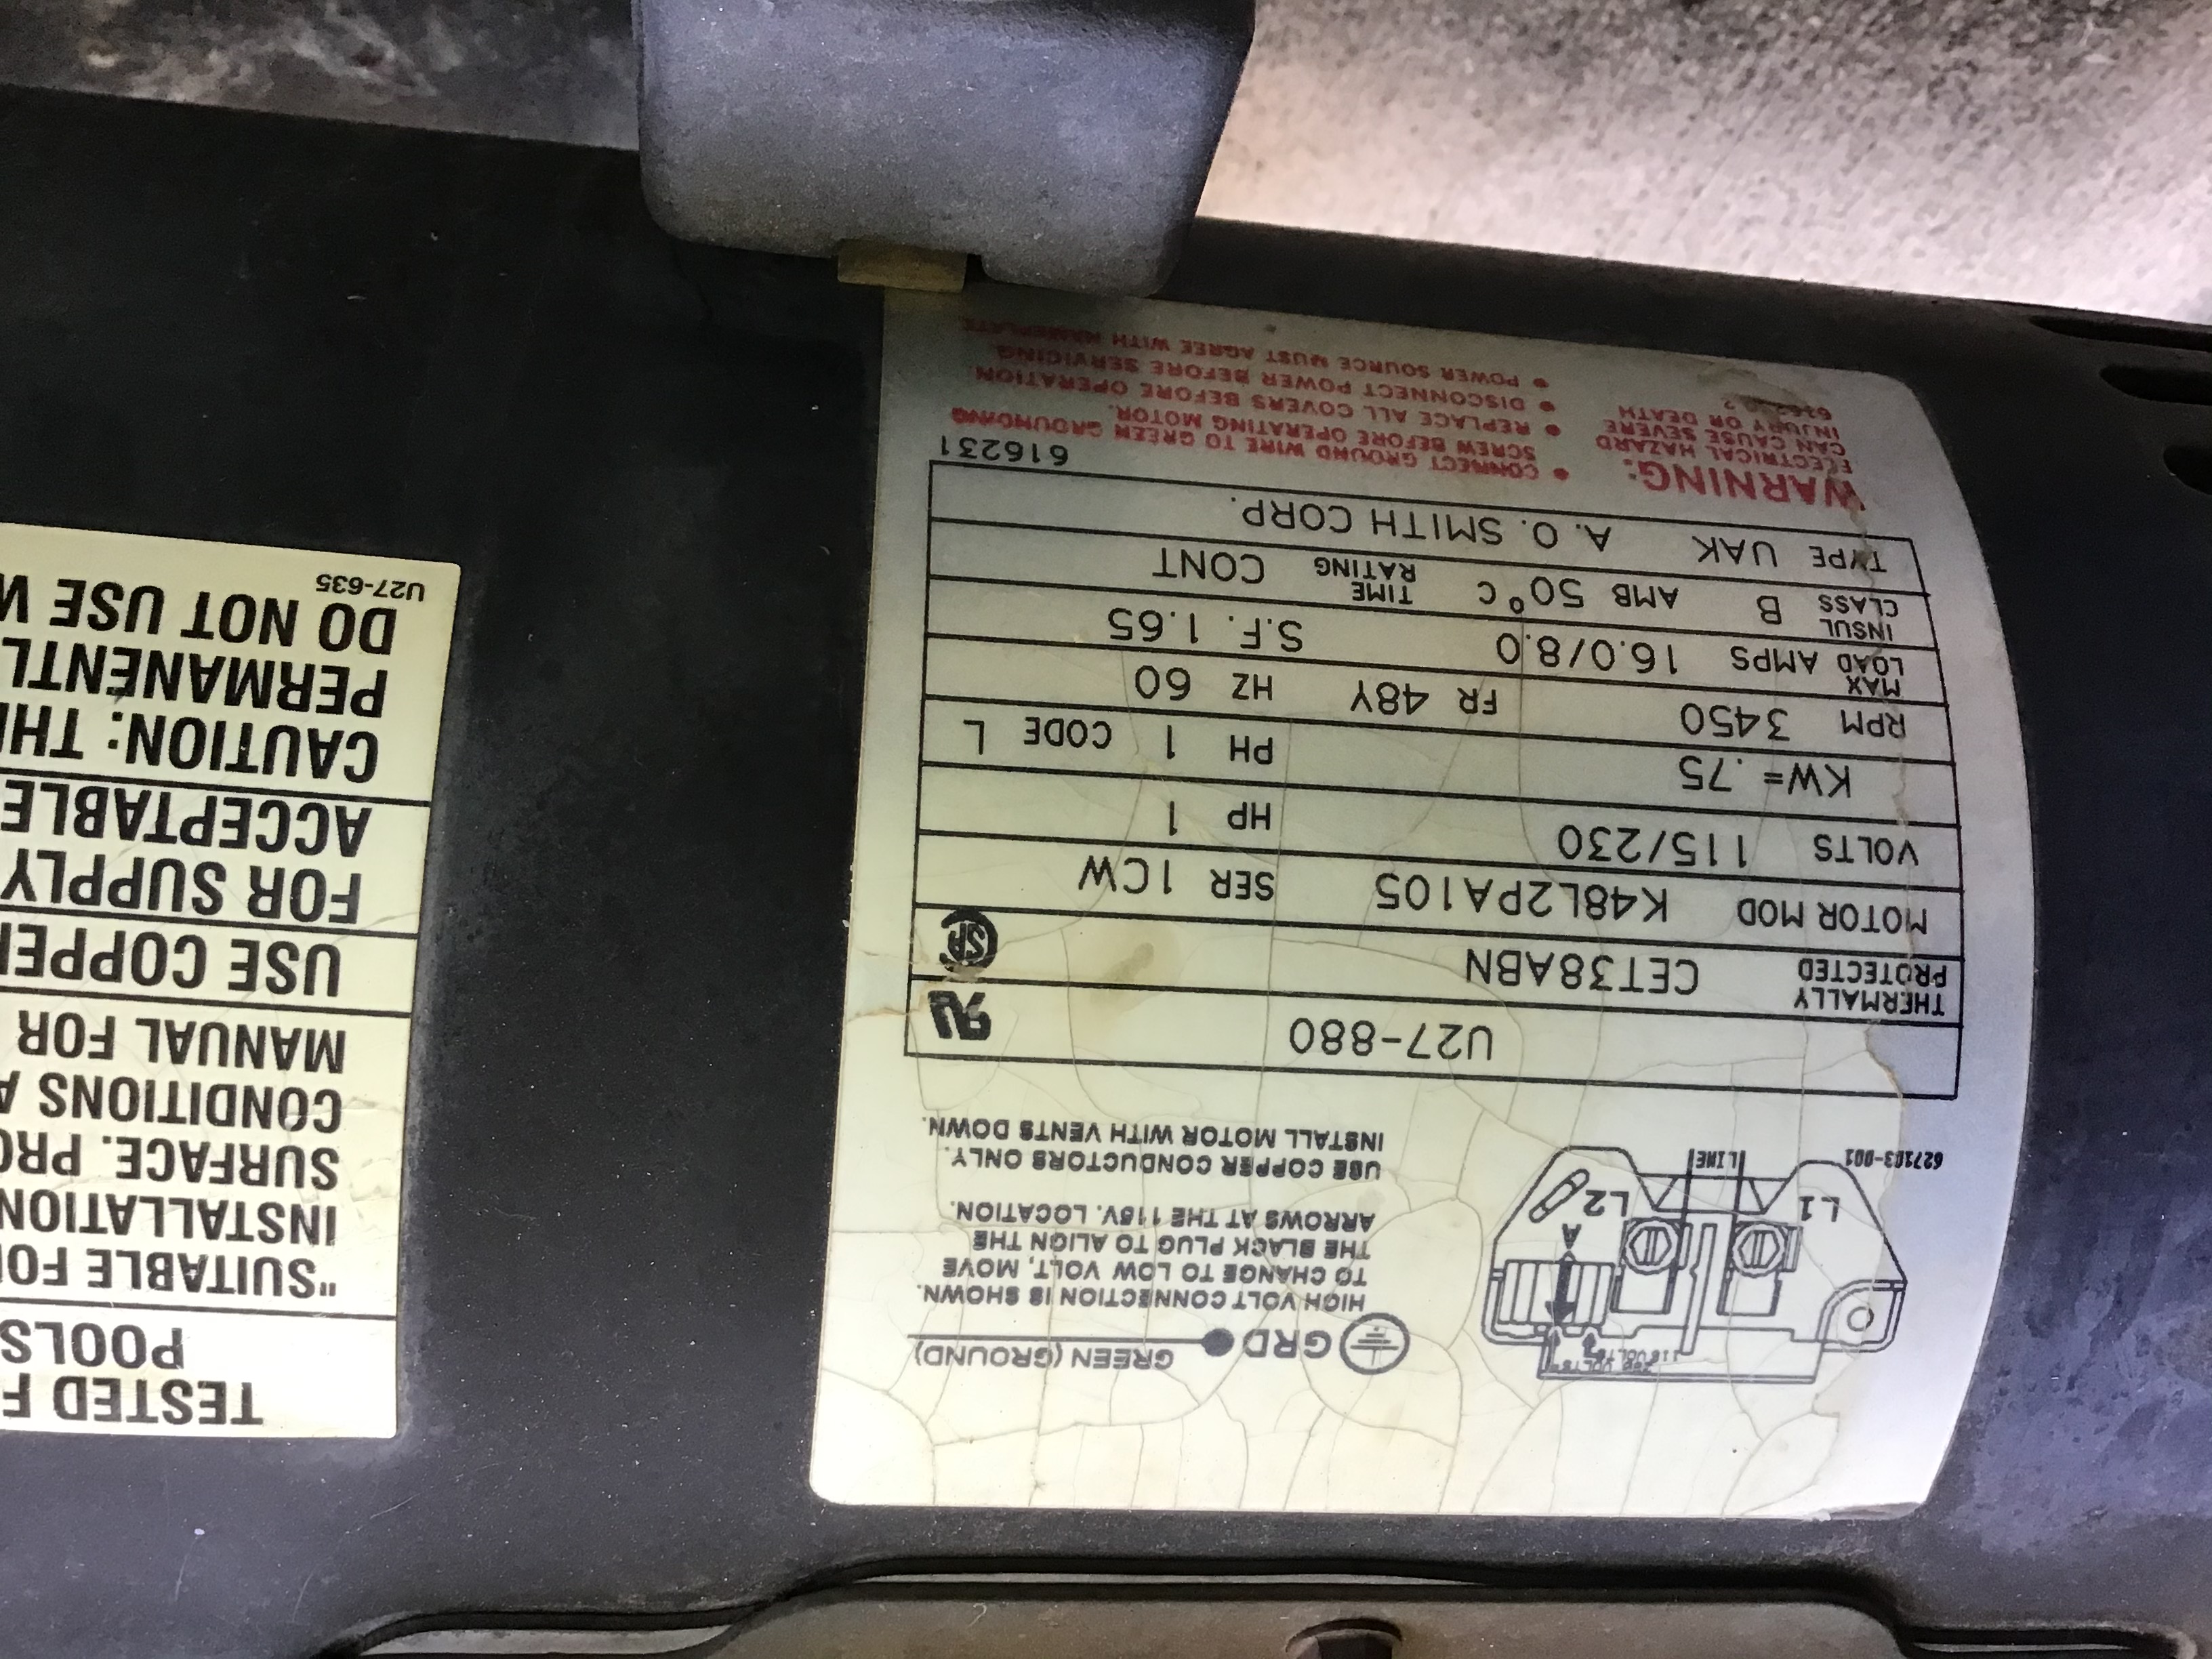 GREEN (GROUND)
GRD
HIGH VOLT CONNECTION IS SHOWN.
TO CHANGE TO LOW VOLT, MOVE
THE BLACK PLUG TO ALIGN THE
ARROWS AT THE 115V. LOCATION.
USE COPPER CONDUCTORS ONLY.
INSTALL MOTOR WITH VENTS DOWN.
A
L1 L2
LINE
627103-001
U27-880
THERMALLY
PROTECTED CET38ABN
MOTOR MOD K48L2PA105 SER 1CW
VOLTS 115/230 HP 1
KW= .75 PH 1 CODE L
RPM 3450 FR 48Y HZ 60
MAX
LOAD AMPS 16.0/8.0 S.F. 1.65
INSUL
CLASS B AMB 50°C TIME
RATING CONT
TYPE UAK A. O. SMITH CORP.
616231
WARNING:
ELECTRICAL HAZARD
CAN CAUSE SEVERE
INJURY OR DEATH
• CONNECT GROUND WIRE TO GREEN GROUNDING
SCREW BEFORE OPERATING MOTOR.
• REPLACE ALL COVERS BEFORE OPERATION.
• DISCONNECT POWER BEFORE SERVICING.
• POWER SOURCE MUST AGREE WITH NAMEPLATE
TESTED F
POOLS
"SUITABLE FO
INSTALLATION
SURFACE. PRO
CONDITIONS A
MANUAL FOR
USE COPPE
FOR SUPPLY
ACCEPTABLE
CAUTION: TH
PERMANENTL
DO NOT USE W
U27-635